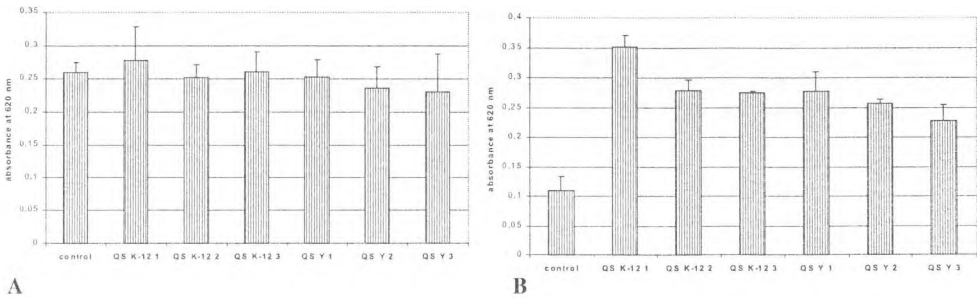 0,35
0,3
0,25
0,2
0,15
0,1
0,05
0
absorbance at 620 nm
control QS K-12 1 QS K-12 2 QS K-12 3 QS Y 1 QS Y 2 QS Y 3
A
0,4
0,35
0,3
0,25
0,2
0,15
0,1
0,05
0
absorbance at 620 nm
control QS K-12 1 QS K-12 2 QS K-12 3 QS Y 1 QS Y 2 QS Y 3
B